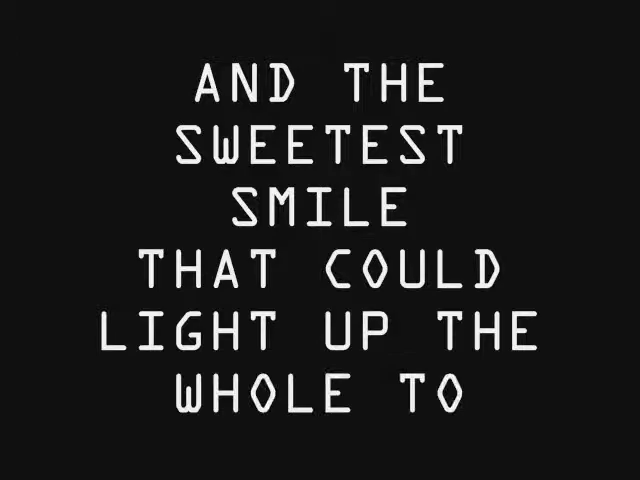 AND THE
SWEETEST
SMILE
THAT COULD
LIGHT UP THE
WHOLE TO